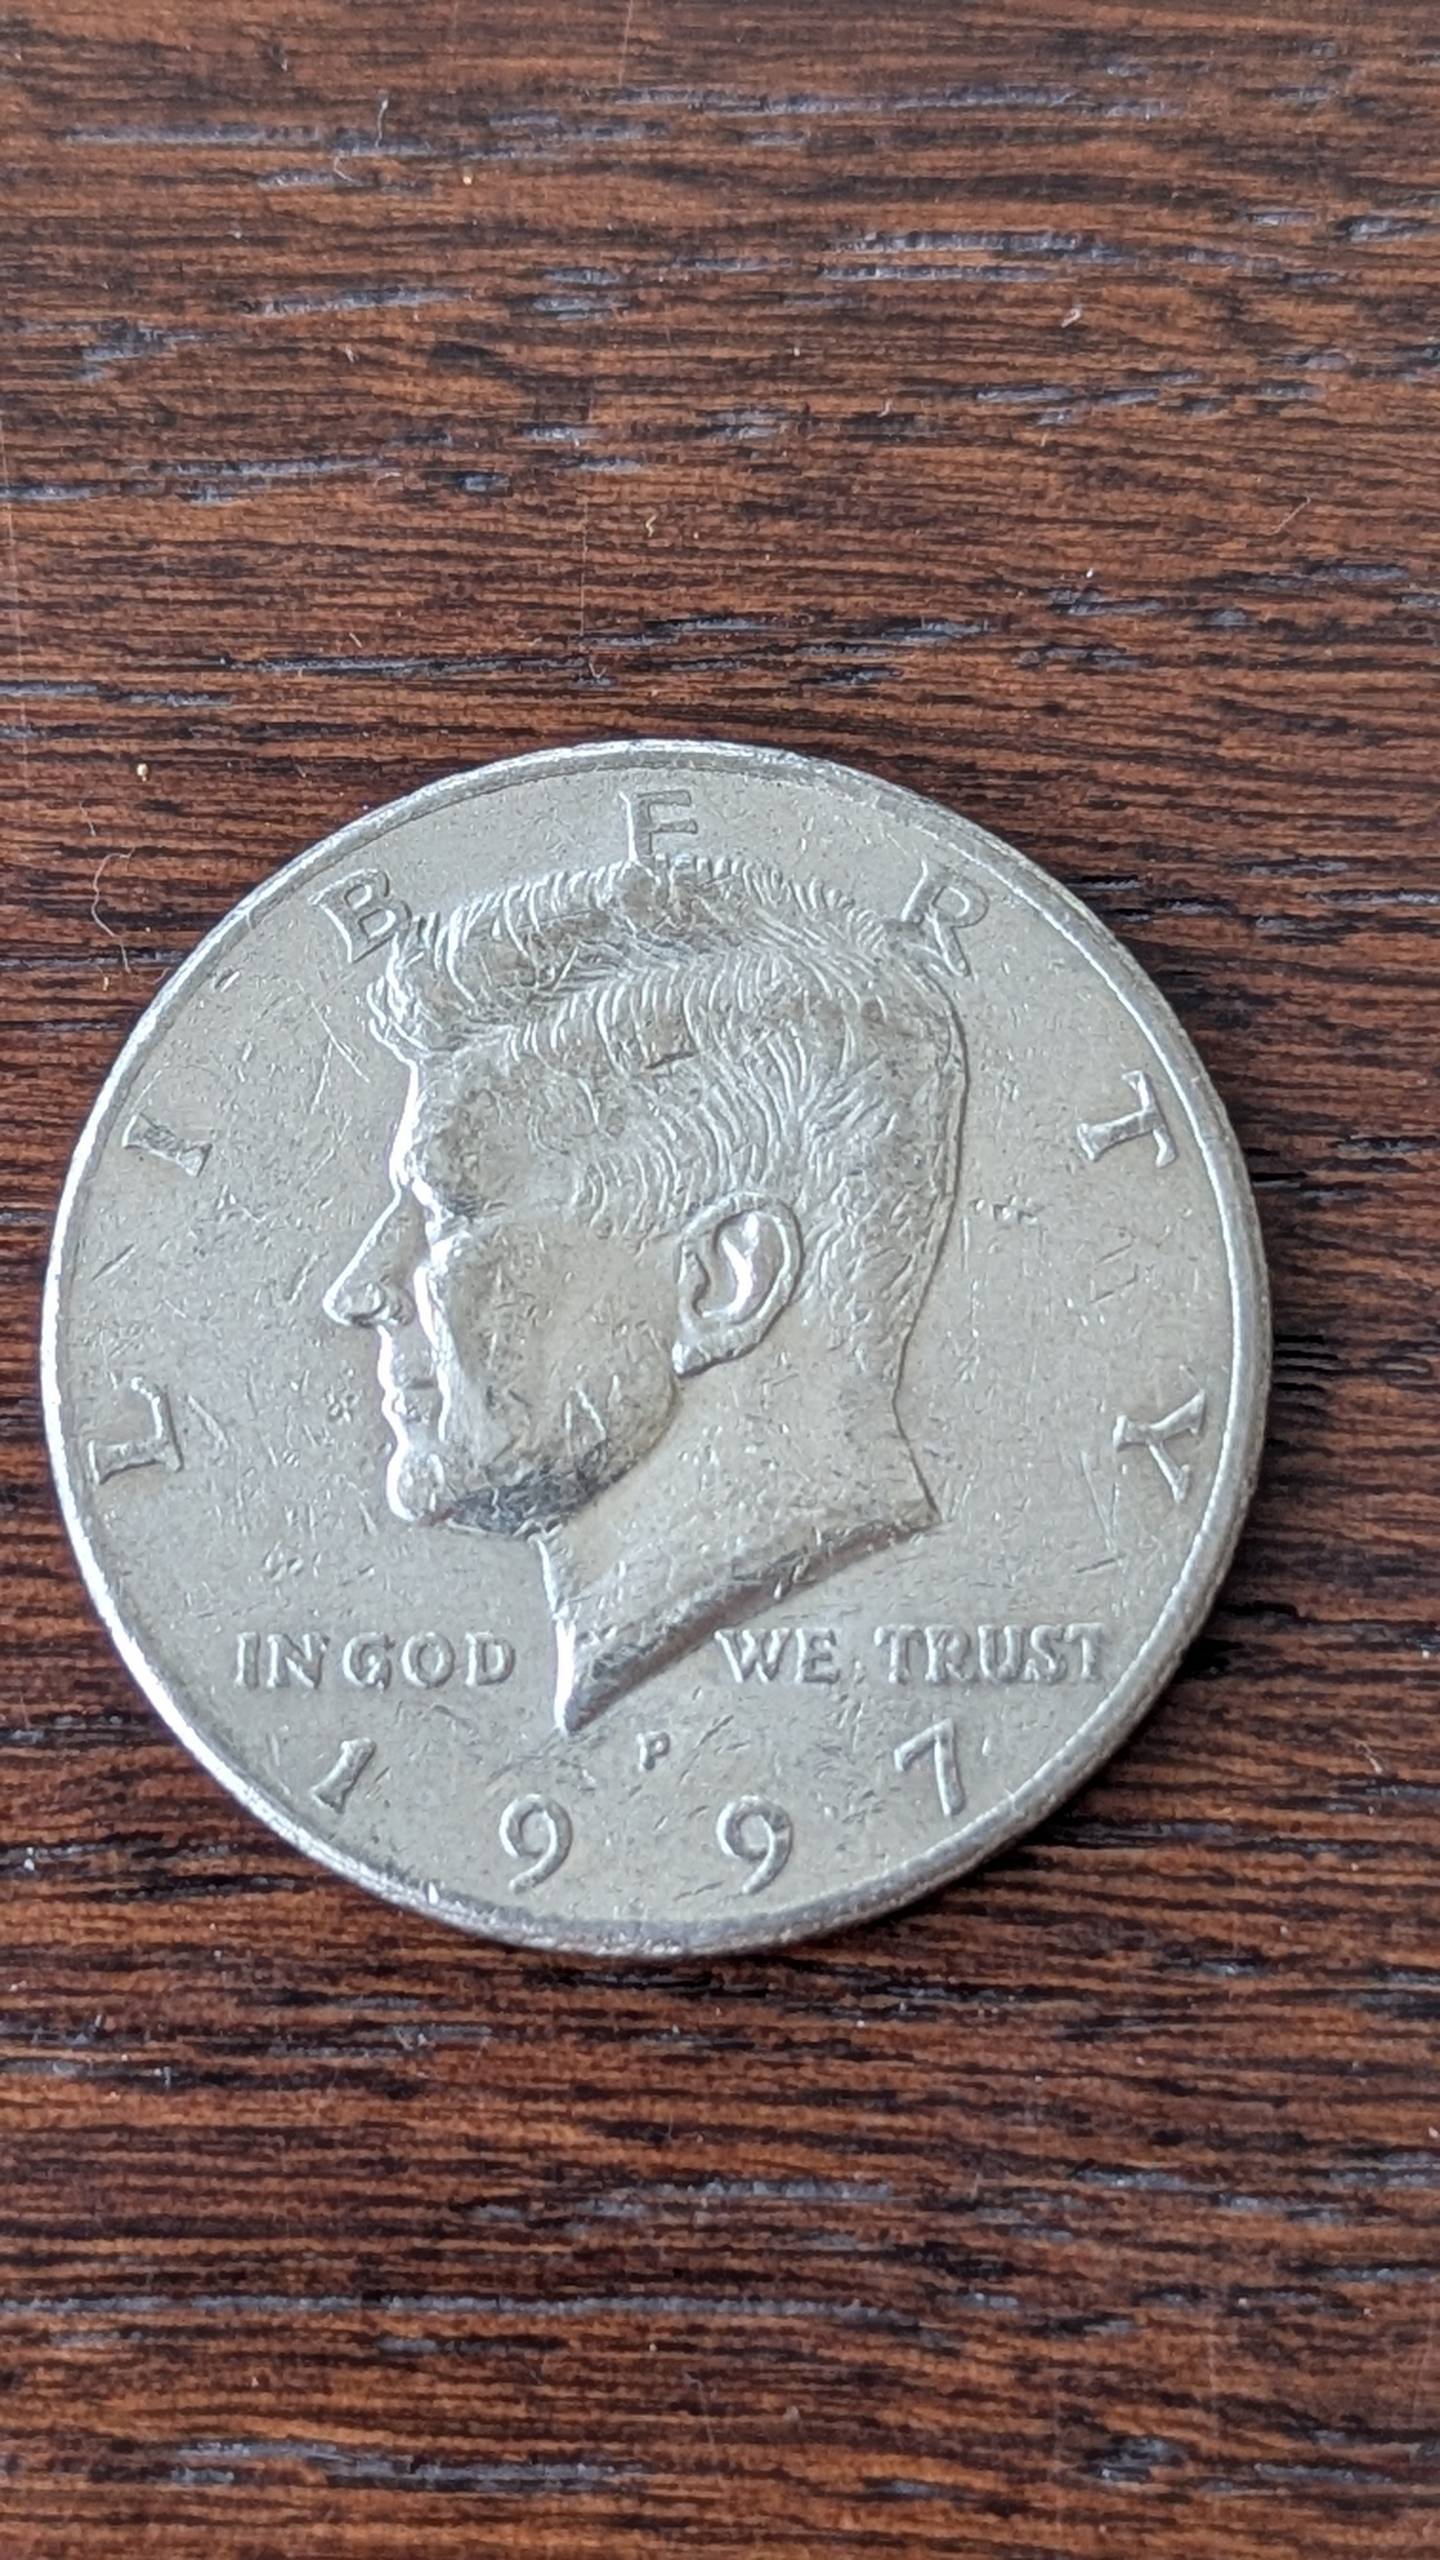 LIBERTY
IN GOD WE TRUST
P
1997